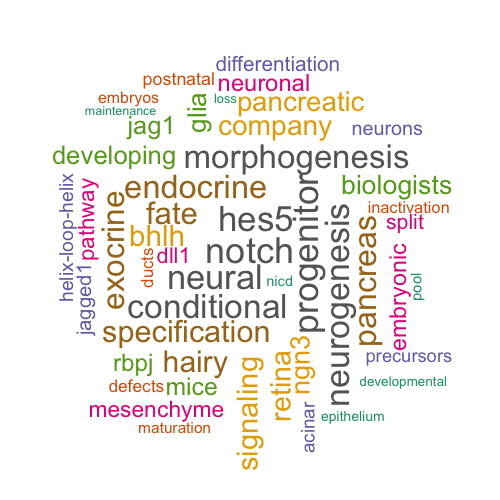 differentiation
postnatal
neuronal
embryos
loss
pancreatic
maintenance
glia
jag1
company
neurons
developing
morphogenesis
endocrine
biologists
helix-loop-helix
pathway
exocrine
fate
hes5
progenitor
inactivation
bhlh
split
notch
neurogenesis
pancreas
embryonic
ducts
dll1
neural
nicd
pool
jagged1
conditional
specification
rbpj
hairy
retina
ngn3
precursors
defects
mice
signaling
developmental
mesenchyme
acinar
epithelium
maturation